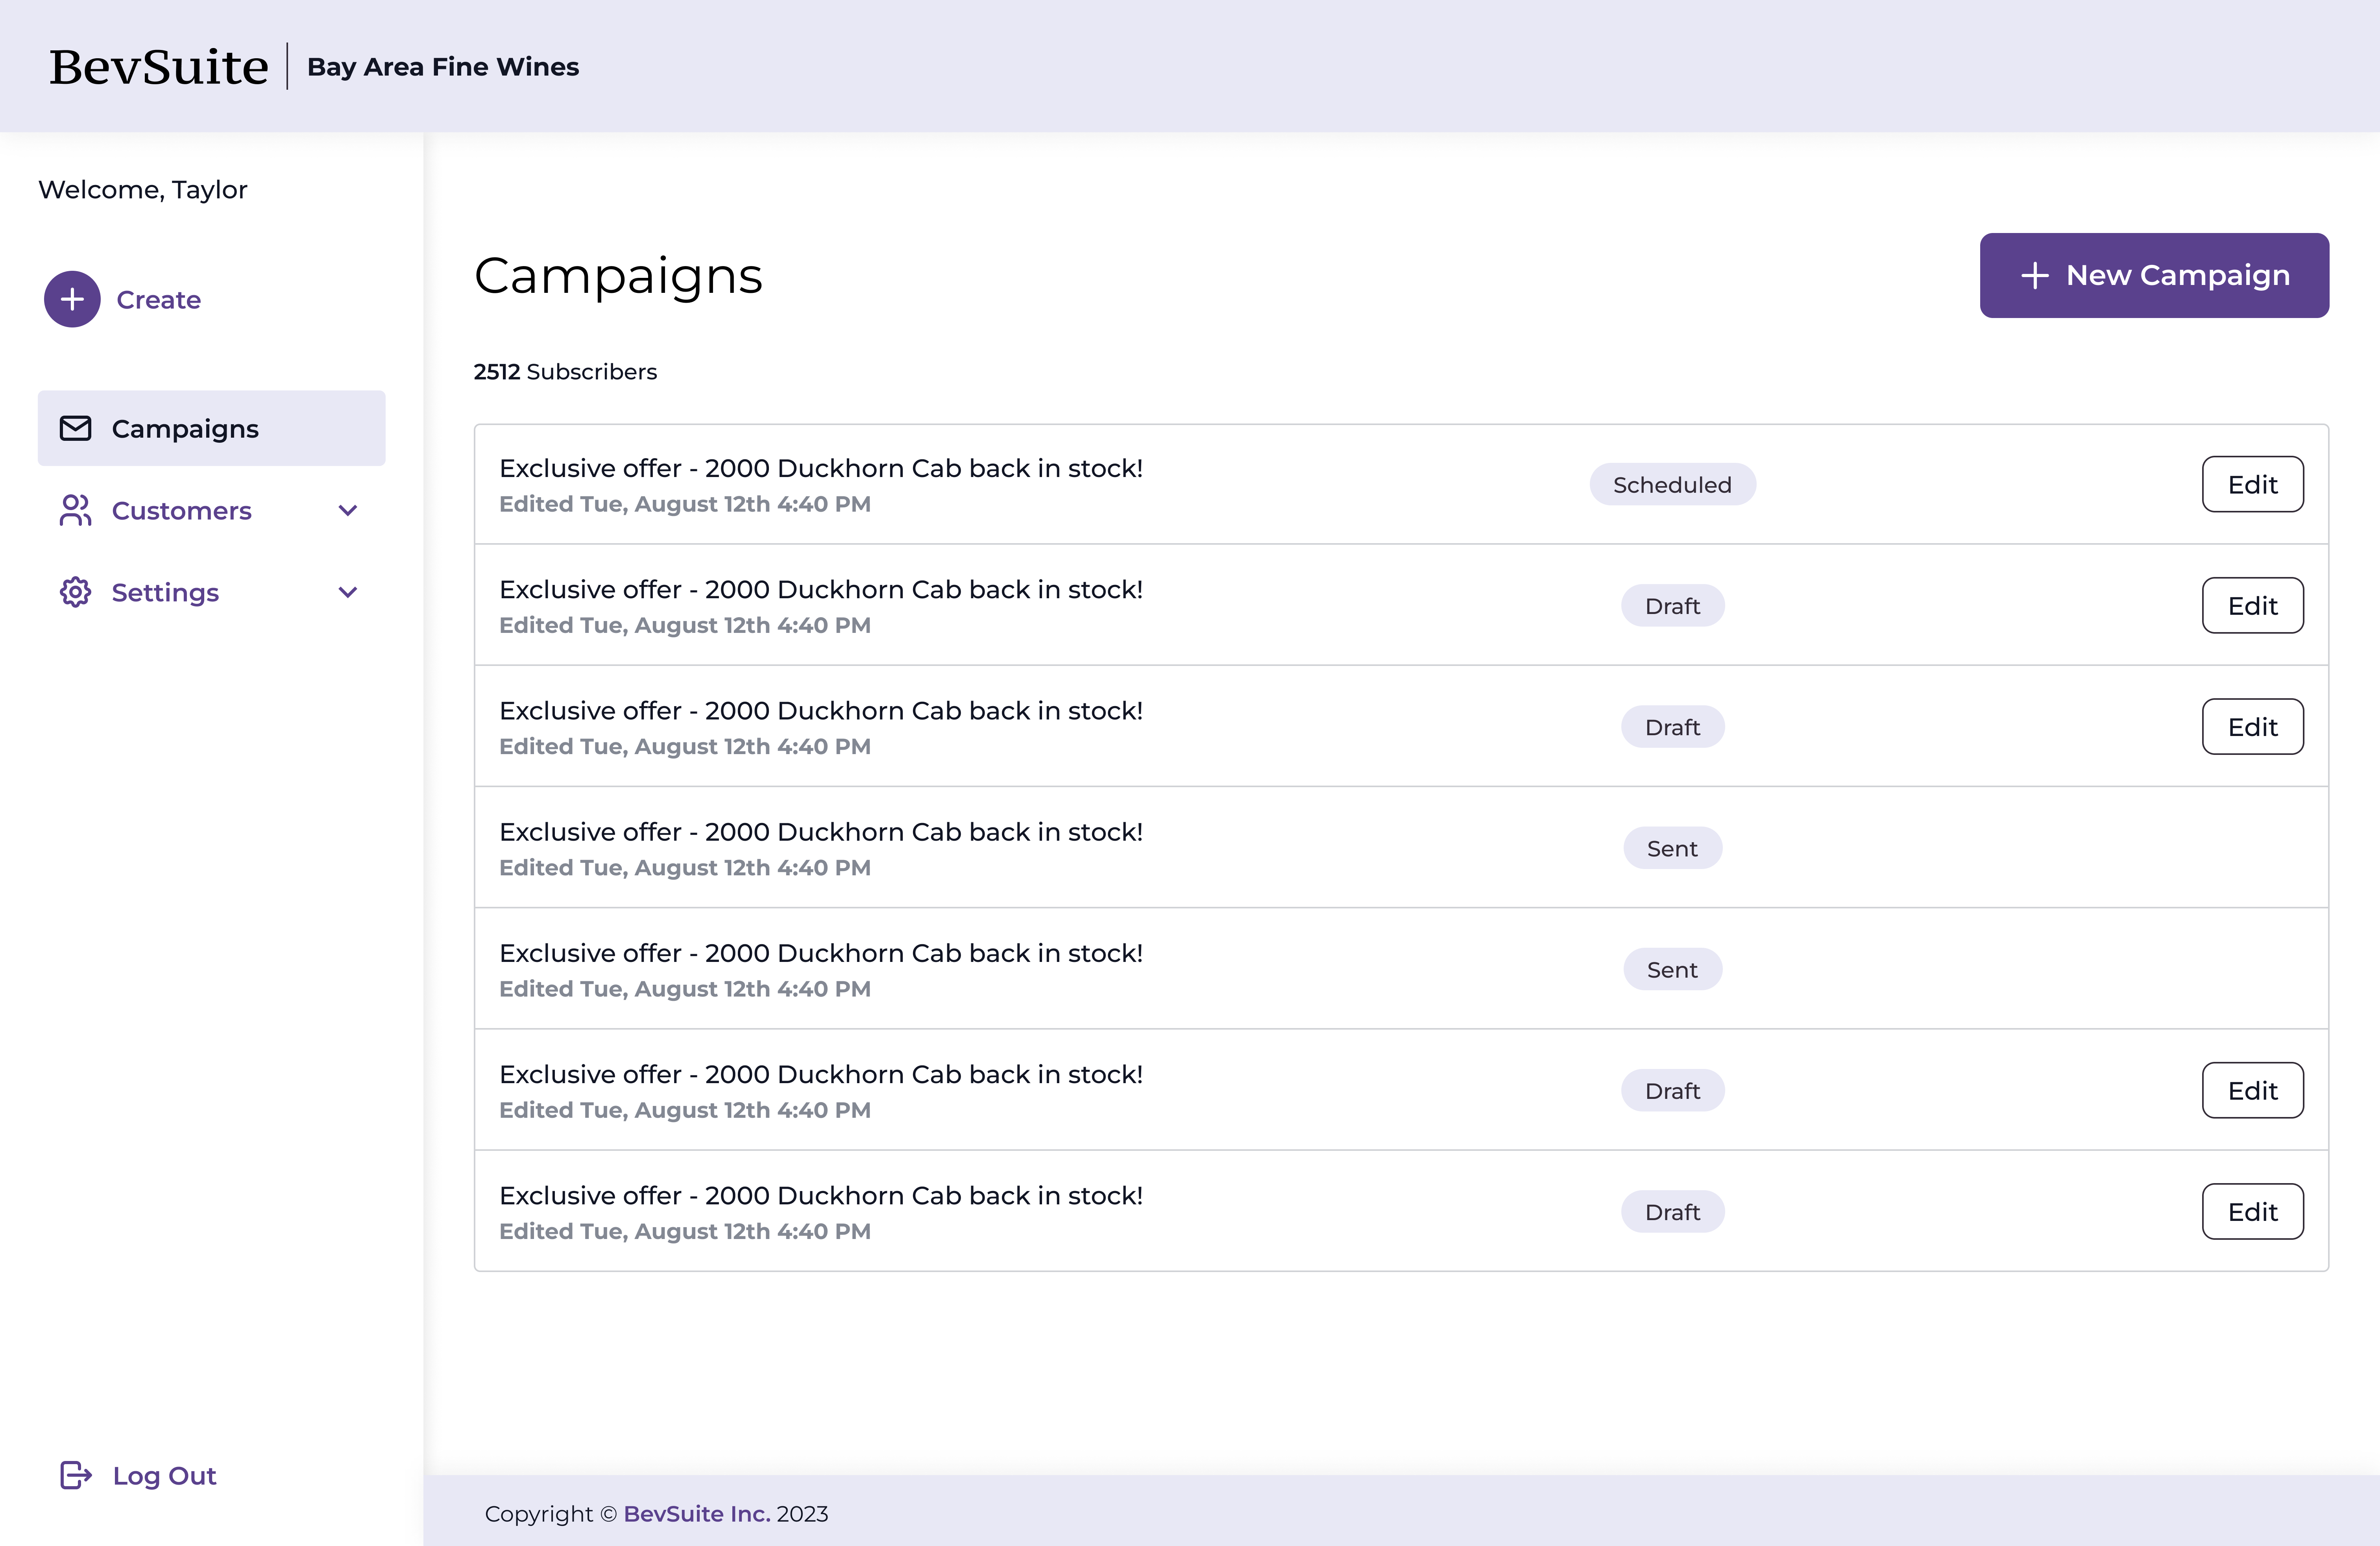 BevSuite Bay Area Fine Wines
Welcome, Taylor
Create
Campaigns
Customers
Settings
Log Out
Campaigns
New Campaign
2512 Subscribers
Exclusive offer - 2000 Duckhorn Cab back in stock!
Edited Tue, August 12th 4:40 PM
Scheduled
Edit
Exclusive offer - 2000 Duckhorn Cab back in stock!
Edited Tue, August 12th 4:40 PM
Draft
Edit
Exclusive offer - 2000 Duckhorn Cab back in stock!
Edited Tue, August 12th 4:40 PM
Draft
Edit
Exclusive offer - 2000 Duckhorn Cab back in stock!
Edited Tue, August 12th 4:40 PM
Sent
Exclusive offer - 2000 Duckhorn Cab back in stock!
Edited Tue, August 12th 4:40 PM
Sent
Exclusive offer - 2000 Duckhorn Cab back in stock!
Edited Tue, August 12th 4:40 PM
Draft
Edit
Exclusive offer - 2000 Duckhorn Cab back in stock!
Edited Tue, August 12th 4:40 PM
Draft
Edit
Copyright © BevSuite Inc. 2023